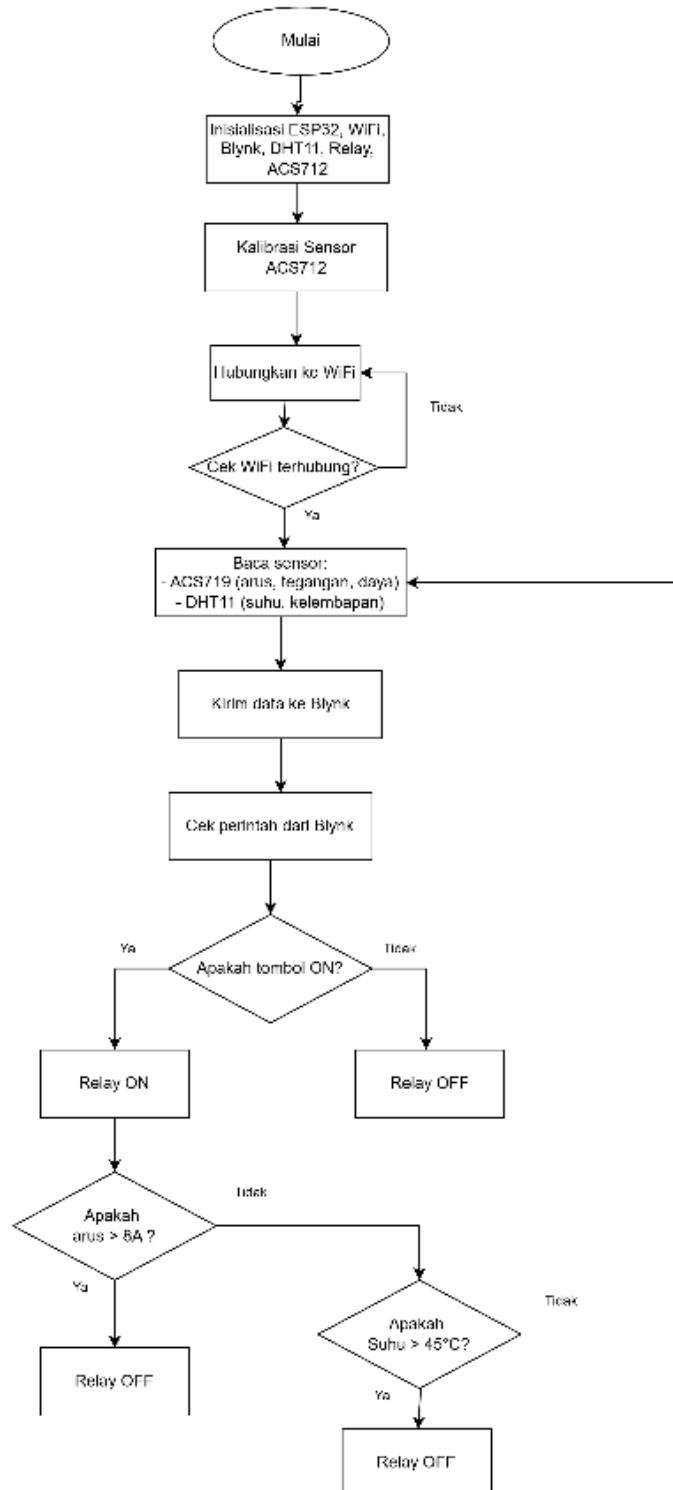 Mulai
Inisialisasi ESP32, WiFi,
Blynk, DHT11, Relay,
ACS712
Kalibrasi Sensor
ACS712
Hubungkan ke WiFi
Tidak
Cek WiFi terhubung?
Ya
Baca sensor:
- ACS719 (arus, tegangan, daya)
- DHT11 (suhu, kelembapan)
Kirim data ke Blynk
Cek perintah dari Blynk
Ya
Tidak
Apakah tombol ON?
Relay ON
Relay OFF
Tidak
Apakah
arus > 8A ?
Ya
Tidak
Apakah
Suhu > 45°C?
Relay OFF
Ya
Relay OFF